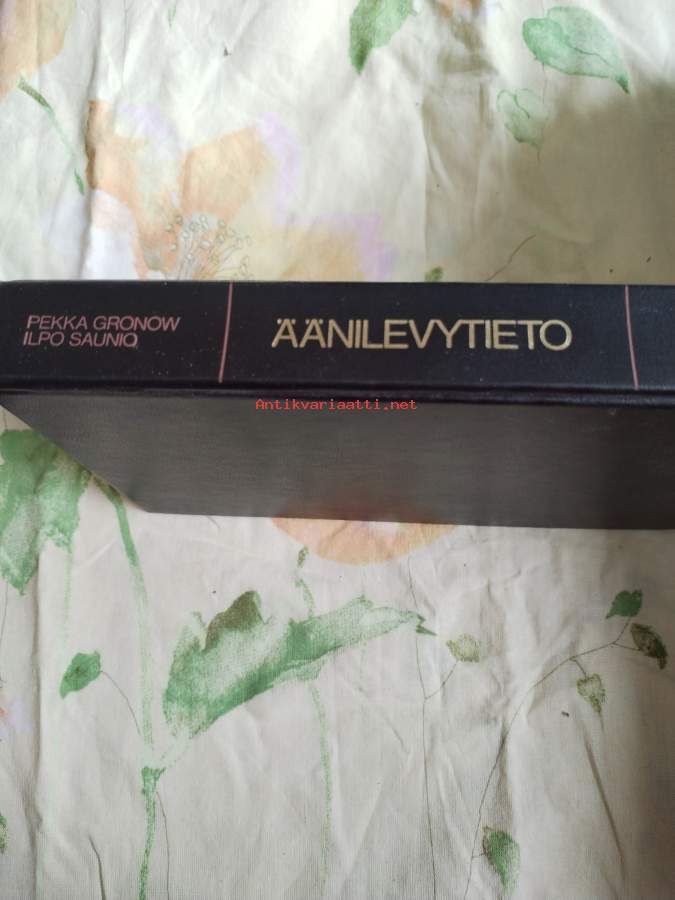 PEKKA GRONOW
ILPO SAUNIO
ÄÄNILEVYTIETO
Antikvariaatti.net